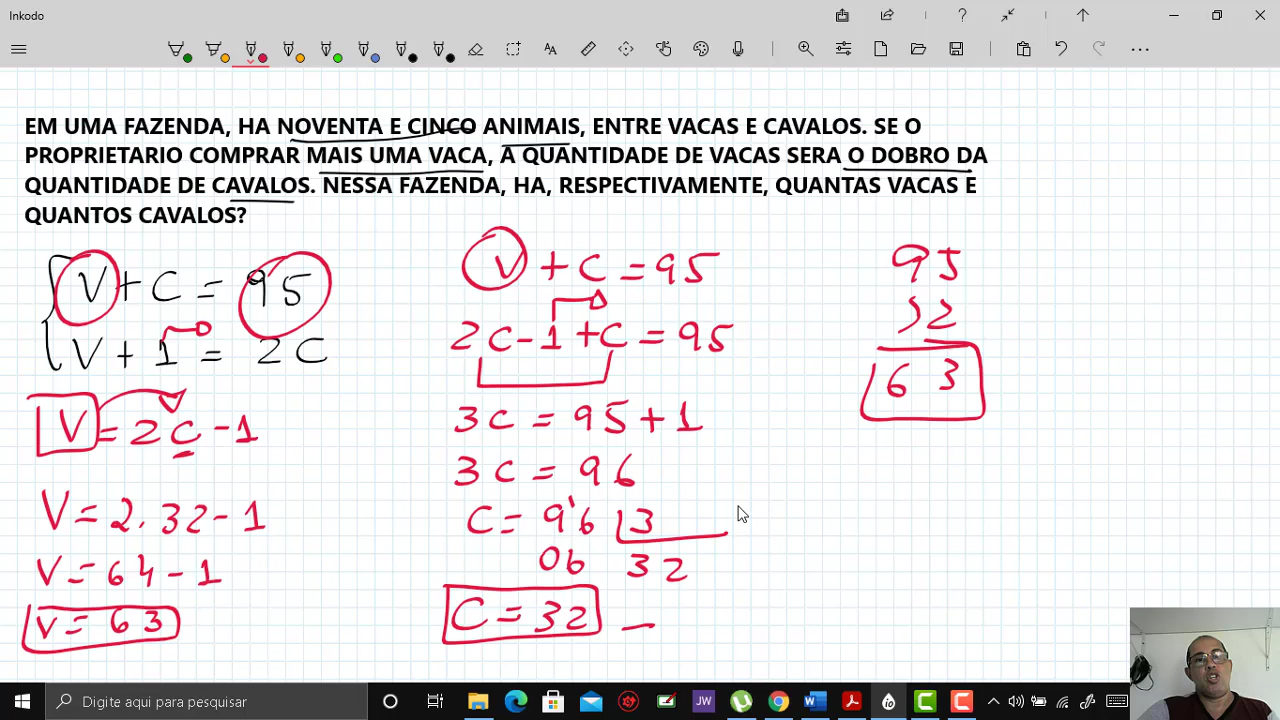 Inkodo
EM UMA FAZENDA, HA NOVENTA E CINCO ANIMAIS, ENTRE VACAS E CAVALOS. SE O
PROPRIETARIO COMPRAR MAIS UMA VACA, A QUANTIDADE DE VACAS SERA O DOBRO DA
QUANTIDADE DE CAVALOS. NESSA FAZENDA, HA, RESPECTIVAMENTE, QUANTAS VACAS E
QUANTOS CAVALOS?
V+C = 95
V + 1 = 2C
V = 2C - 1
V = 2.32 - 1
V = 64 - 1
V = 63
V + C = 95
2C - 1 + C = 95
3C = 95 + 1
3C = 96
C = 9'6 3
06 32
C = 32
95
32
63
Digite aqui para pesquisar
JW